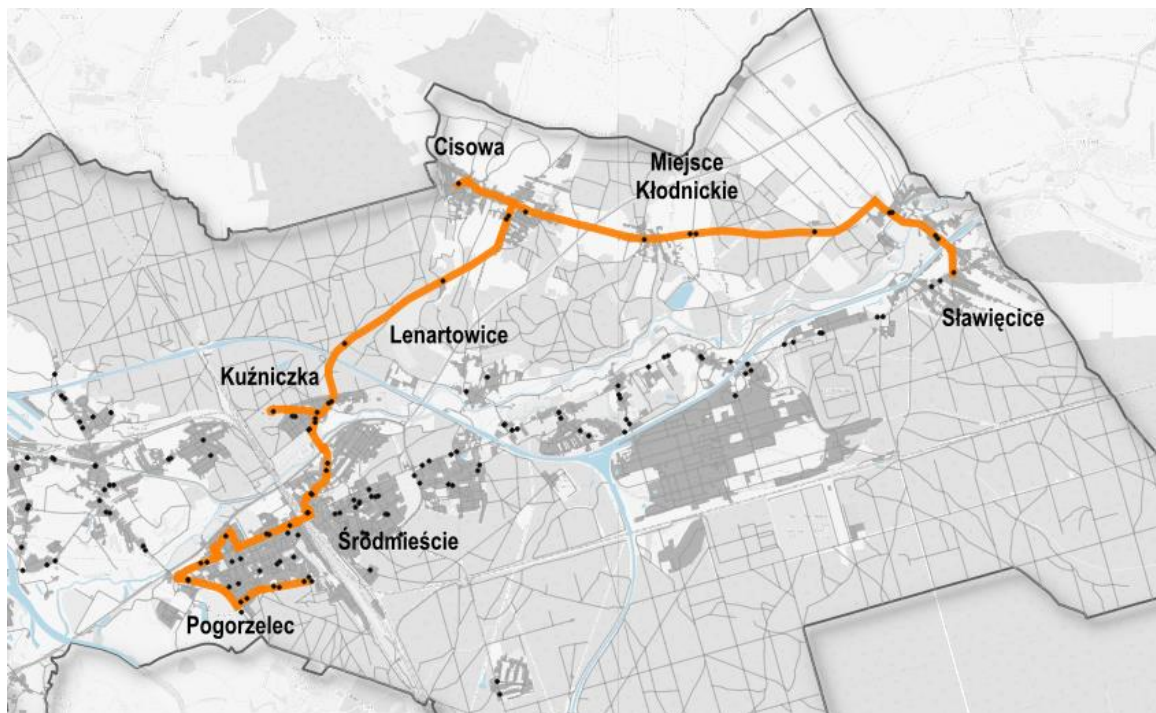 Cisowa
Miejsce
Kłodnickie
Sławięcice
Lenartowice
Kuźniczka
Śródmieście
Pogorzelec